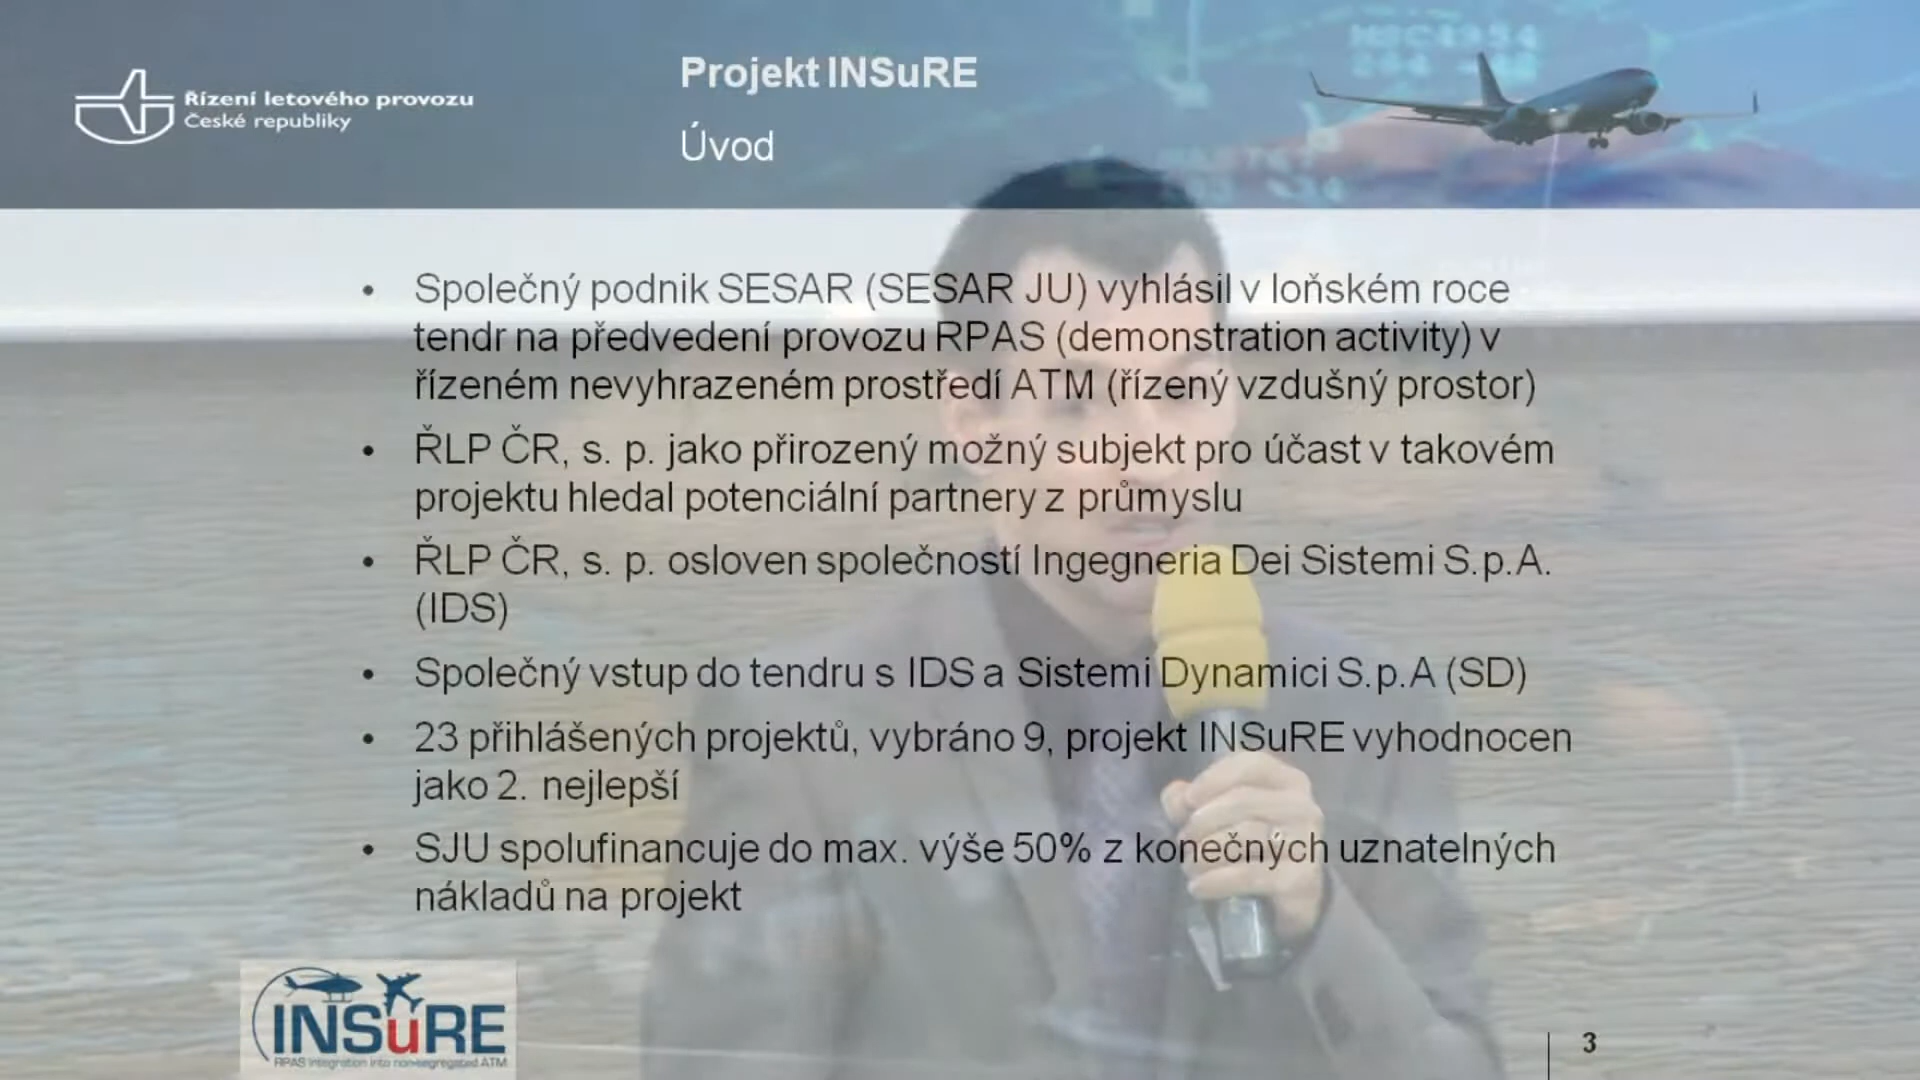 Řízení letového provozu
České republiky
Projekt INSuRE
Úvod
• Společný podnik SESAR (SESAR JU) vyhlásil v loňském roce
tendr na předvedení provozu RPAS (demonstration activity) v
řízeném nevyhrazeném prostředí ATM (řízený vzdušný prostor)
• ŘLP ČR, s. p. jako přirozený možný subjekt pro účast v takovém
projektu hledal potenciální partnery z průmyslu
• ŘLP ČR, s. p. osloven společností Ingegneria Dei Sistemi S.p.A.
(IDS)
• Společný vstup do tendru s IDS a Sistemi Dynamici S.p.A (SD)
• 23 přihlášených projektů, vybráno 9, projekt INSuRE vyhodnocen
jako 2. nejlepší
• SJU spolufinancuje do max. výše 50% z konečných uznatelných
nákladů na projekt
INSuRE
RPAS Integration into non-segregated ATM
3